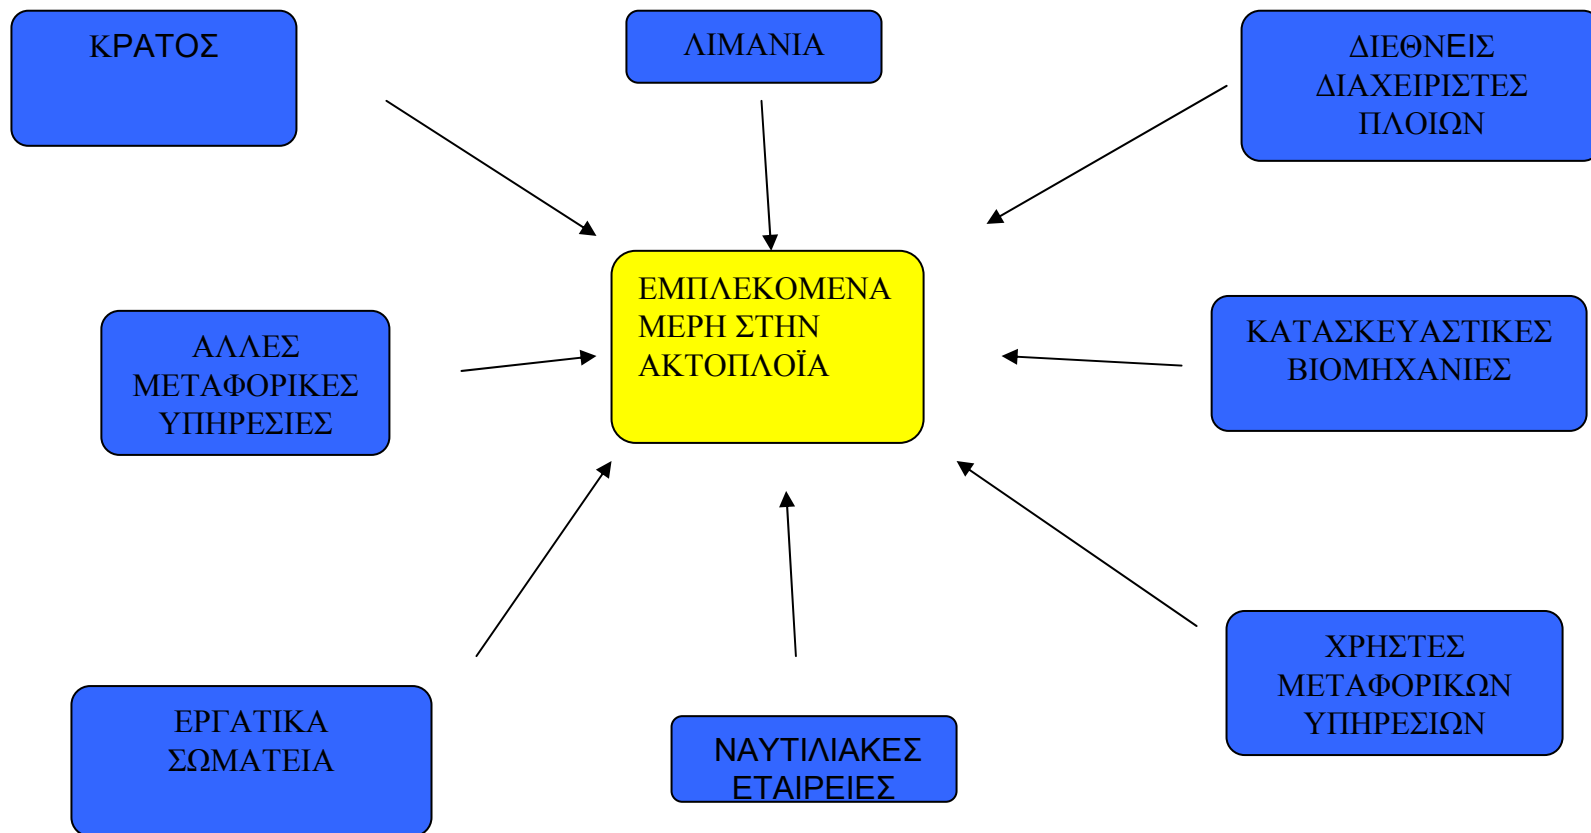 ΚΡΑΤΟΣ
ΛΙΜΑΝΙΑ
ΔΙΕΘΝΕΙΣ
ΔΙΑΧΕΙΡΙΣΤΕΣ
ΠΛΟΙΩΝ
ΕΜΠΛΕΚΟΜΕΝΑ
ΜΕΡΗ ΣΤΗΝ
ΑΚΤΟΠΛΟΪΑ
ΑΛΛΕΣ
ΜΕΤΑΦΟΡΙΚΕΣ
ΥΠΗΡΕΣΙΕΣ
ΚΑΤΑΣΚΕΥΑΣΤΙΚΕΣ
ΒΙΟΜΗΧΑΝΙΕΣ
ΕΡΓΑΤΙΚΑ
ΣΩΜΑΤΕΙΑ
ΝΑΥΤΙΛΙΑΚΕΣ
ΕΤΑΙΡΕΙΕΣ
ΧΡΗΣΤΕΣ
ΜΕΤΑΦΟΡΙΚΩΝ
ΥΠΗΡΕΣΙΩΝ